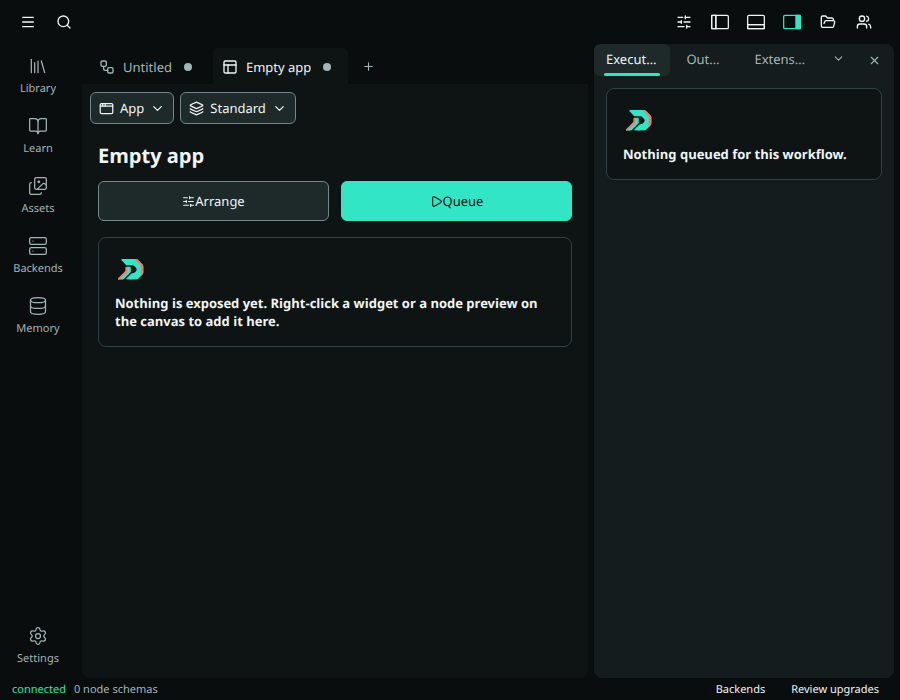 Library
Learn
Assets
Backends
Memory
Settings
Untitled
Empty app
App
Standard
Empty app
Arrange
Queue
Nothing is exposed yet. Right-click a widget or a node preview on
the canvas to add it here.
Execut...
Out...
Extens...
Nothing queued for this workflow.
connected 0 node schemas
Backends
Review upgrades